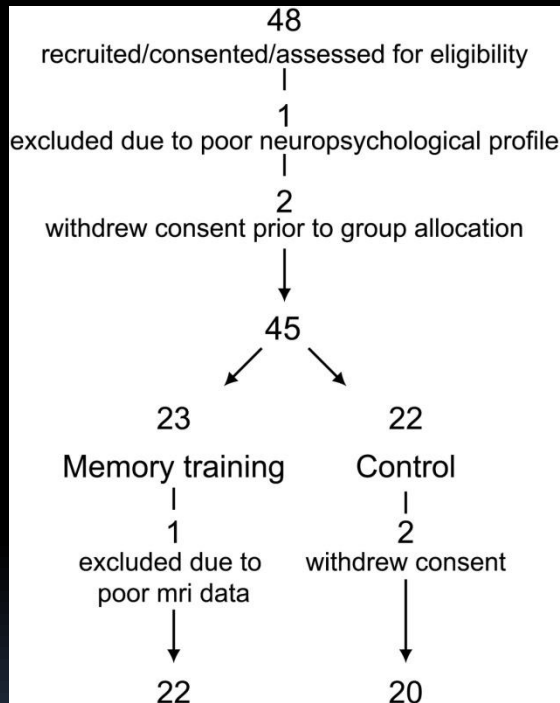 48
recruited/consented/assessed for eligibility
1
excluded due to poor neuropsychological profile
2
withdrew consent prior to group allocation
45
23
Memory training
1
excluded due to
poor mri data
22
22
Control
2
withdrew consent
20